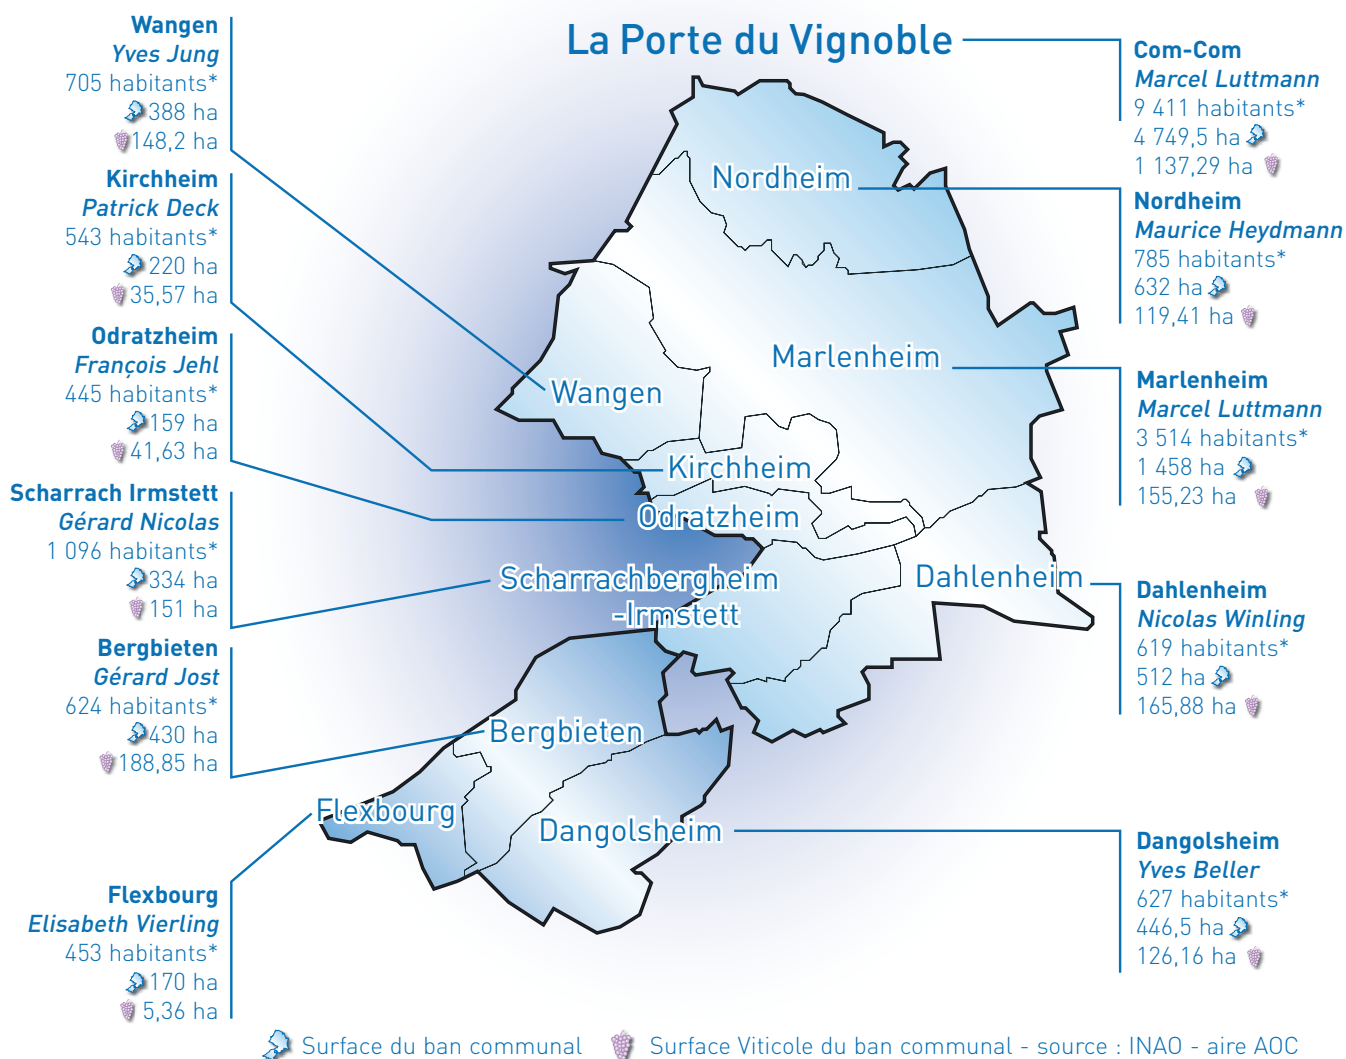 La Porte du Vignoble
Wangen
Yves Jung
705 habitants*
388 ha
148,2 ha
Kirchheim
Patrick Deck
543 habitants*
220 ha
35,57 ha
Odratzheim
François Jehl
445 habitants*
159 ha
41,63 ha
Scharrach Irmstett
Gérard Nicolas
1 096 habitants*
334 ha
151 ha
Bergbieten
Gérard Jost
624 habitants*
430 ha
188,85 ha
Flexbourg
Elisabeth Vierling
453 habitants*
170 ha
5,36 ha
Nordheim
Marlenheim
Wangen
Kirchheim
Odratzheim
Scharrachbergheim
-Irmstett
Dahlenheim
Bergbieten
Flexbourg
Dangolsheim
Com-Com
Marcel Luttmann
9 411 habitants*
4 749,5 ha
1 137,29 ha
Nordheim
Maurice Heydmann
785 habitants*
632 ha
119,41 ha
Marlenheim
Marcel Luttmann
3 514 habitants*
1 458 ha
155,23 ha
Dahlenheim
Nicolas Winling
619 habitants*
512 ha
165,88 ha
Dangolsheim
Yves Beller
627 habitants*
446,5 ha
126,16 ha
Surface du ban communal
Surface Viticole du ban communal - source : INAO - aire AOC